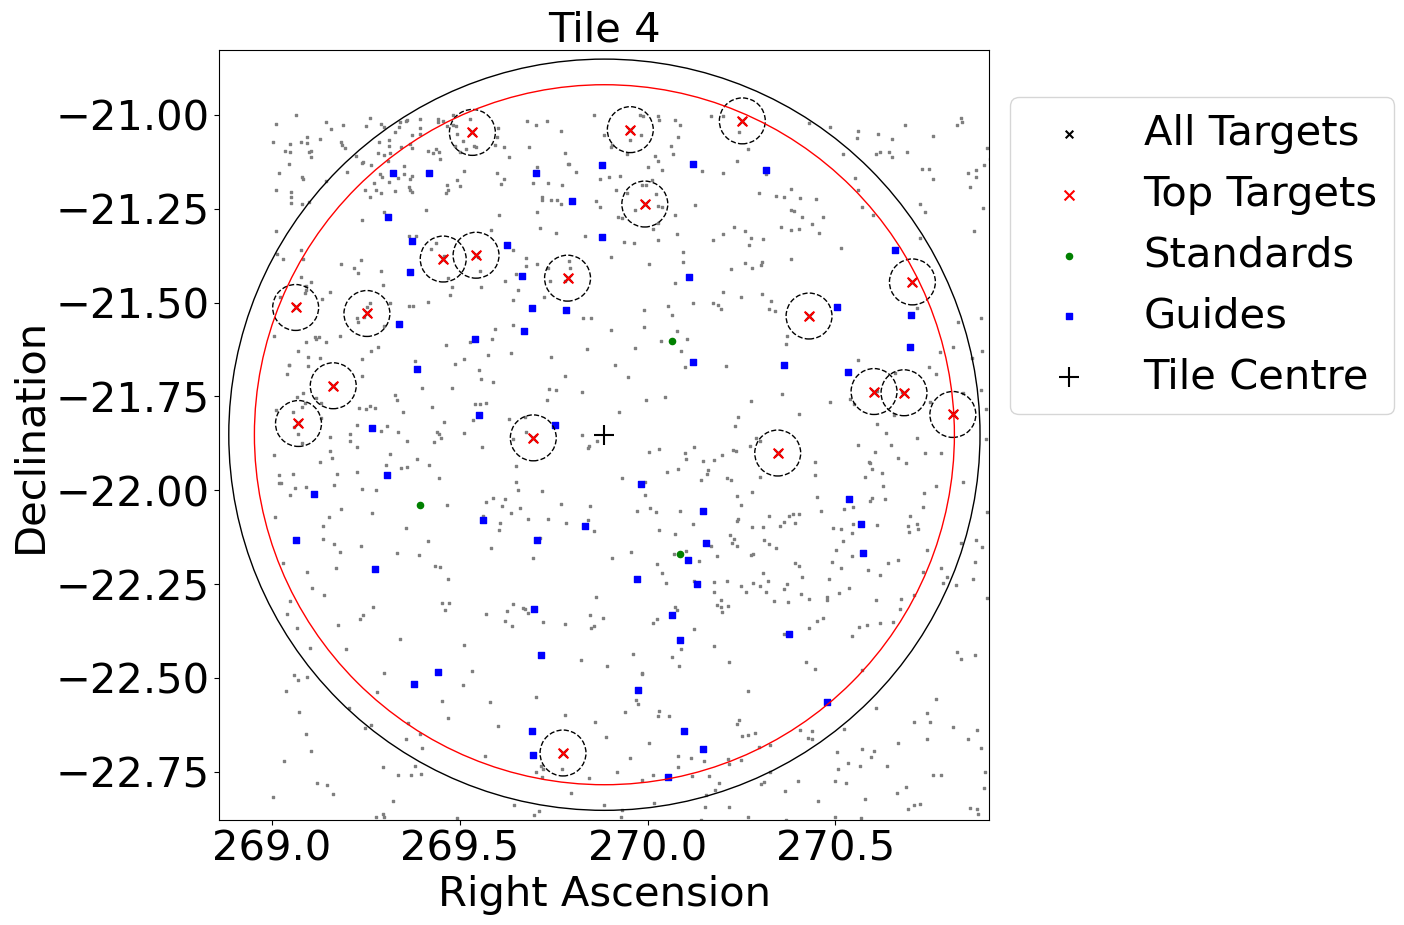 Tile 4
−21.00
−21.25
−21.50
−21.75
−22.00
−22.25
−22.50
−22.75
Declination
269.0 269.5 270.0 270.5
Right Ascension
All Targets
Top Targets
Standards
Guides
Tile Centre